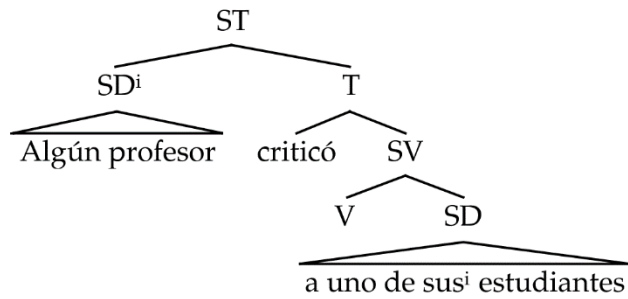 ST
SDⁱ T
Algún profesor criticó SV
V SD
a uno de susⁱ estudiantes